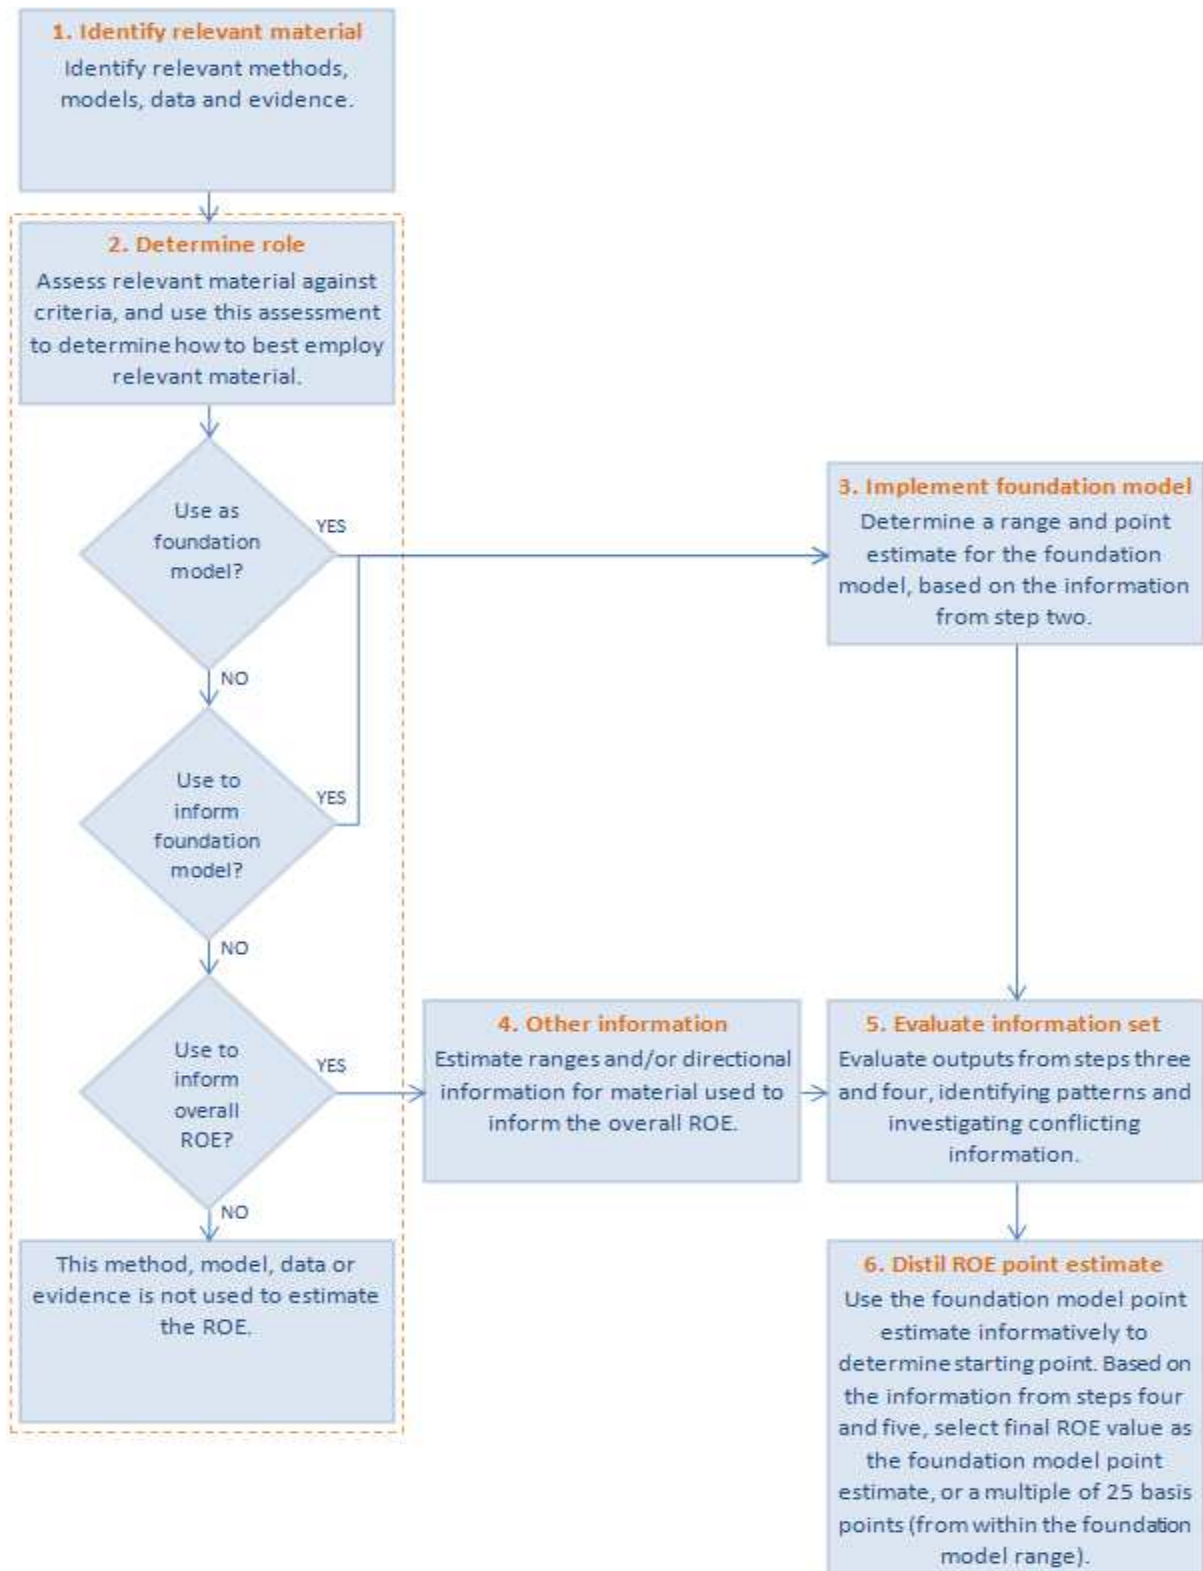 1. Identify relevant material
Identify relevant methods,
models, data and evidence.
2. Determine role
Assess relevant material against
criteria, and use this assessment
to determine how to best employ
relevant material.
Use as
foundation
model?
YES
NO
3. Implement foundation model
Determine a range and point
estimate for the foundation
model, based on the information
from step two.
Use to
inform
foundation
model?
YES
NO
Use to
inform
overall
ROE?
YES
NO
4. Other information
Estimate ranges and/or directional
information for material used to
inform the overall ROE.
5. Evaluate information set
Evaluate outputs from steps three
and four, identifying patterns and
investigating conflicting
information.
This method, model, data or
evidence is not used to estimate
the ROE.
6. Distil ROE point estimate
Use the foundation model point
estimate informatively to
determine starting point. Based on
the information from steps four
and five, select final ROE value as
the foundation model point
estimate, or a multiple of 25 basis
points (from within the foundation
model range).